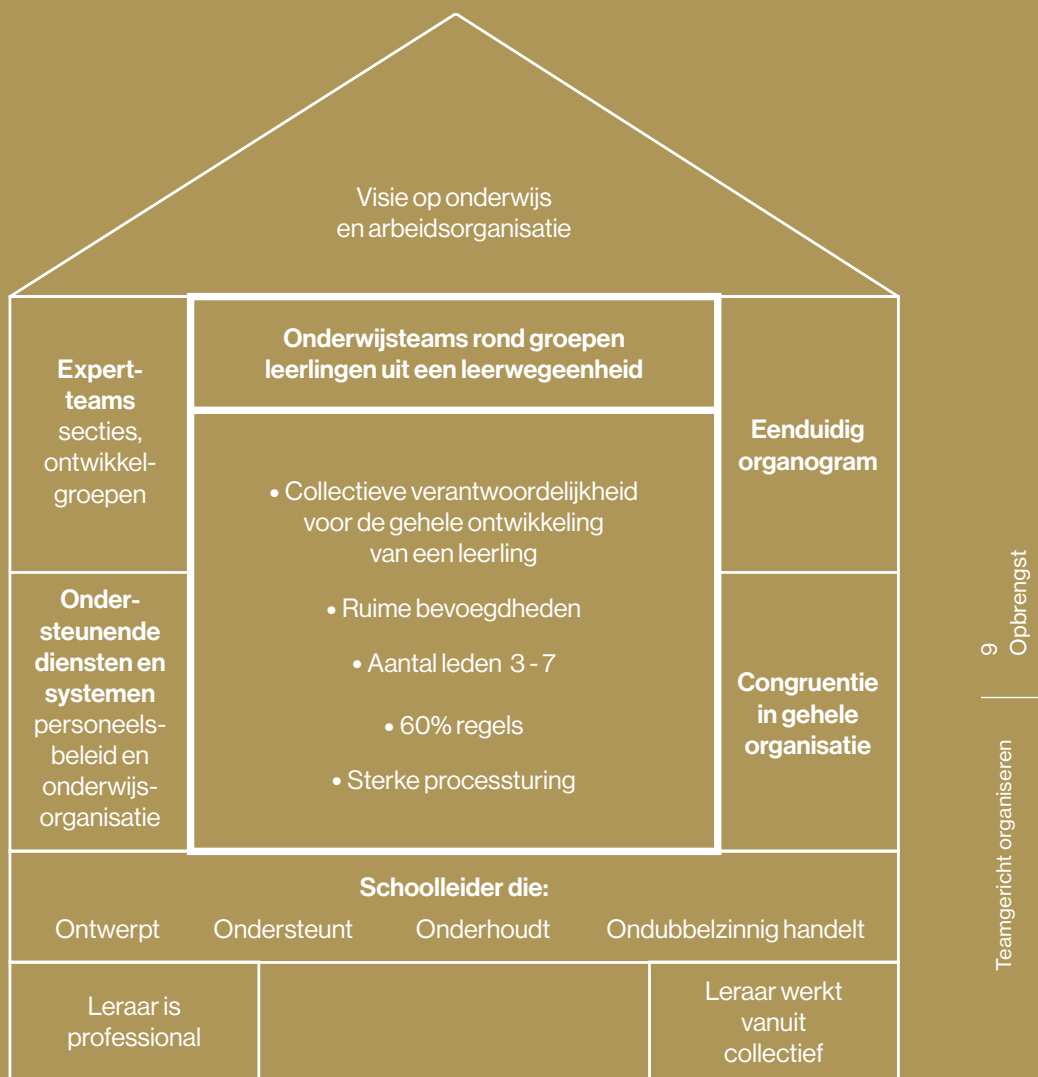 Visie op onderwijs
en arbeidsorganisatie
Expert-
teams
secties,
ontwikkel-
groepen
Onderwijsteams rond groepen
leerlingen uit een leerwegeenheid
Eenduidig
organogram
• Collectieve verantwoordelijkheid
voor de gehele ontwikkeling
van een leerling
• Ruime bevoegdheden
• Aantal leden 3 - 7
• 60% regels
• Sterke processturing
Onder-
steunende
diensten en
systemen
personeels-
beleid en
onderwijs-
organisatie
Congruentie
in gehele
organisatie
Schoolleider die:
Ontwerpt Ondersteunt Onderhoudt Ondubbelzinnig handelt
Leraar is
professional
Leraar werkt
vanuit
collectief
9
Opbrengst
Teamgericht organiseren